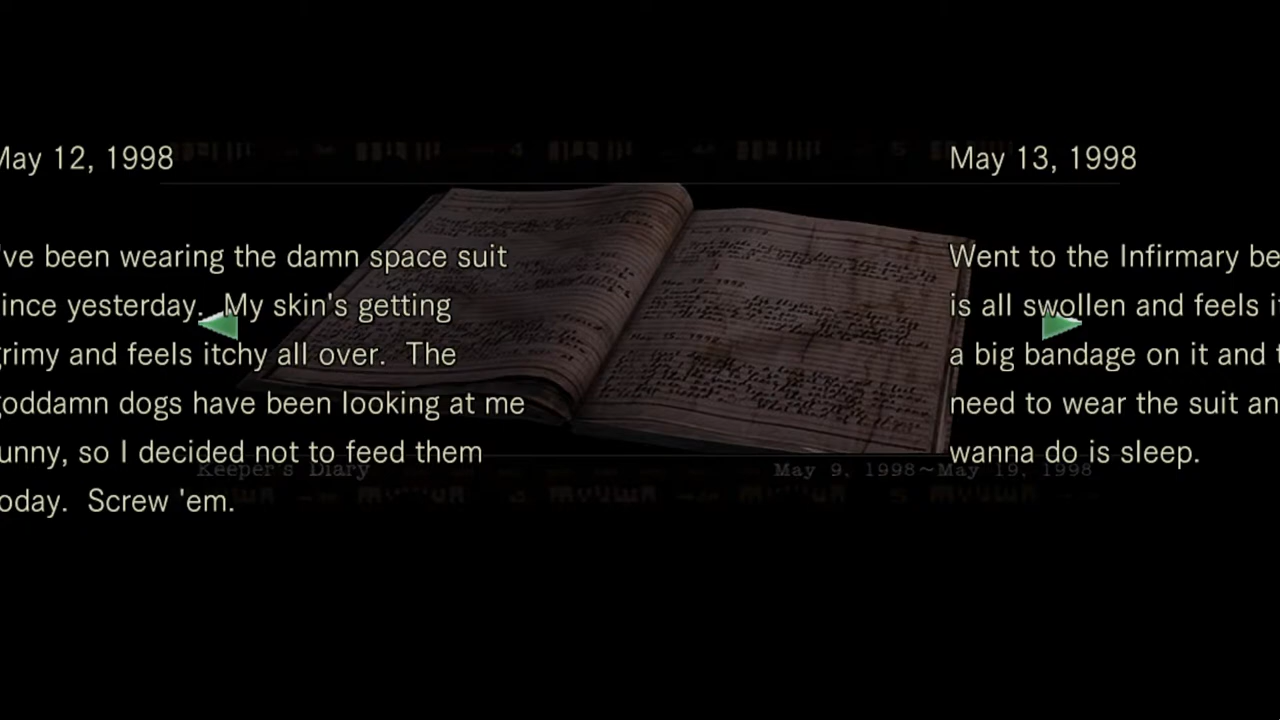 May 12, 1998
've been wearing the damn space suit
ince yesterday. My skin's getting
rimy and feels itchy all over. The
oddamn dogs have been looking at me
unny, so I decided not to feed them
oday. Screw 'em.
May 13, 1998
Went to the Infirmary be
is all swollen and feels i
a big bandage on it and
need to wear the suit an
wanna do is sleep.
Keeper's Diary
May 9, 1998~May 19, 1998